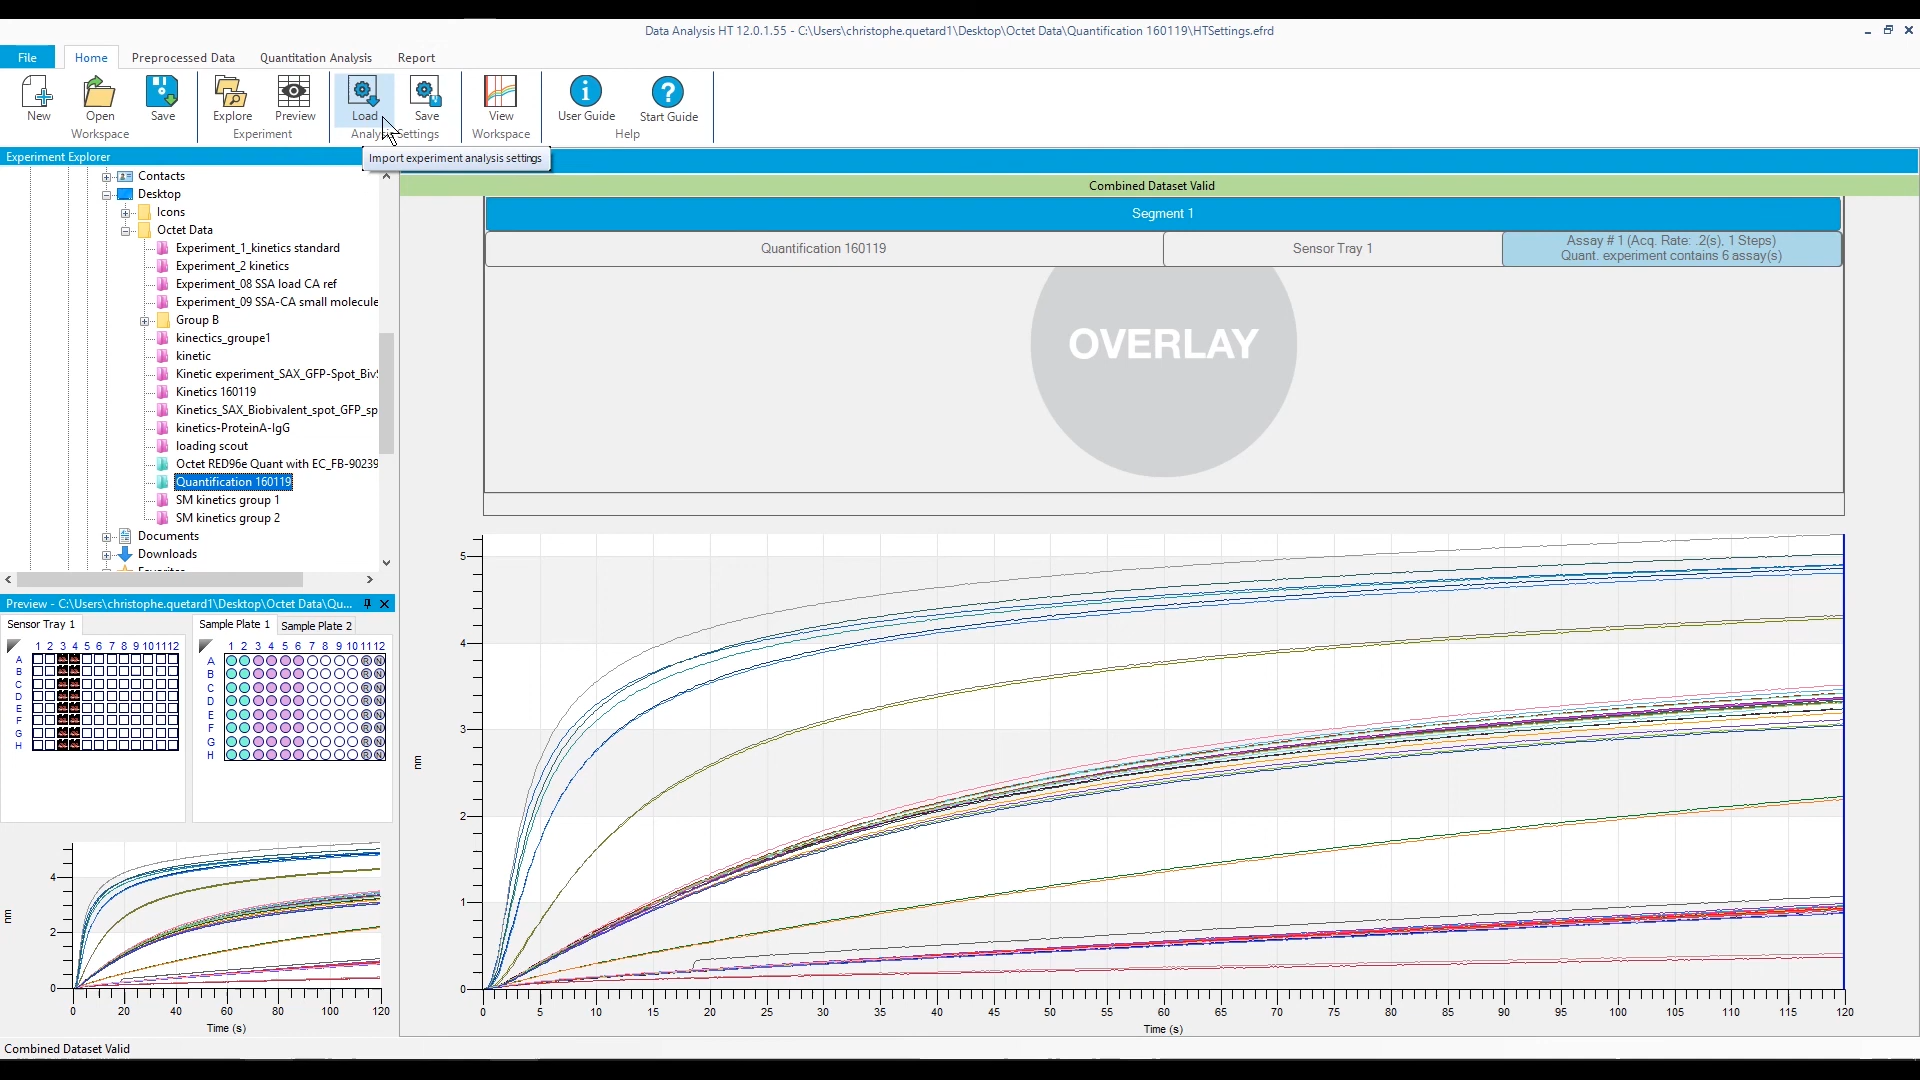 Data Analysis HT 12.0.1.55 - C:\Users\christophe.quetard1\Desktop\Octet Data\Quantification 160119\HTSettings.efrd
File Home Preprocessed Data Quantitation Analysis Report
New Open Save Explore Preview Load Save View User Guide Start Guide
Workspace Experiment Analysis Settings Workspace Help
Import experiment analysis settings
Experiment Explorer
Contacts
Desktop
Icons
Octet Data
Experiment_1_kinetics standard
Experiment_2 kinetics
Experiment_08 SSA load CA ref
Experiment_09 SSA-CA small molecule
Group B
kinectics_groupe1
kinetic
Kinetic experiment_SAX_GFP-Spot_Biv
Kinetics 160119
Kinetics_SAX_Biobivalent_spot_GFP_sp
kinetics-ProteinA-IgG
loading scout
Octet RED96e Quant with EC_FB-90239
Quantification 160119
SM kinetics group 1
SM kinetics group 2
Documents
Downloads
Preview - C:\Users\christophe.quetard1\Desktop\Octet Data\Qu...
Sensor Tray 1
1 2 3 4 5 6 7 8 9 10 11 12
A
B
C
D
E
F
G
H
Sample Plate 1 Sample Plate 2
1 2 3 4 5 6 7 8 9 10 11 12
A R N
B R N
C R N
D R N
E R N
F R N
G R N
H R N
nm
4
2
0
0 20 40 60 80 100 120
Time (s)
Combined Dataset Valid
Segment 1
Quantification 160119
Sensor Tray 1
Assay # 1 (Acq. Rate: .2(s), 1 Steps)
Quant. experiment contains 6 assay(s)
OVERLAY
nm
5
4
3
2
1
0
0 5 10 15 20 25 30 35 40 45 50 55 60 65 70 75 80 85 90 95 100 105 110 115 120
Time (s)
Combined Dataset Valid